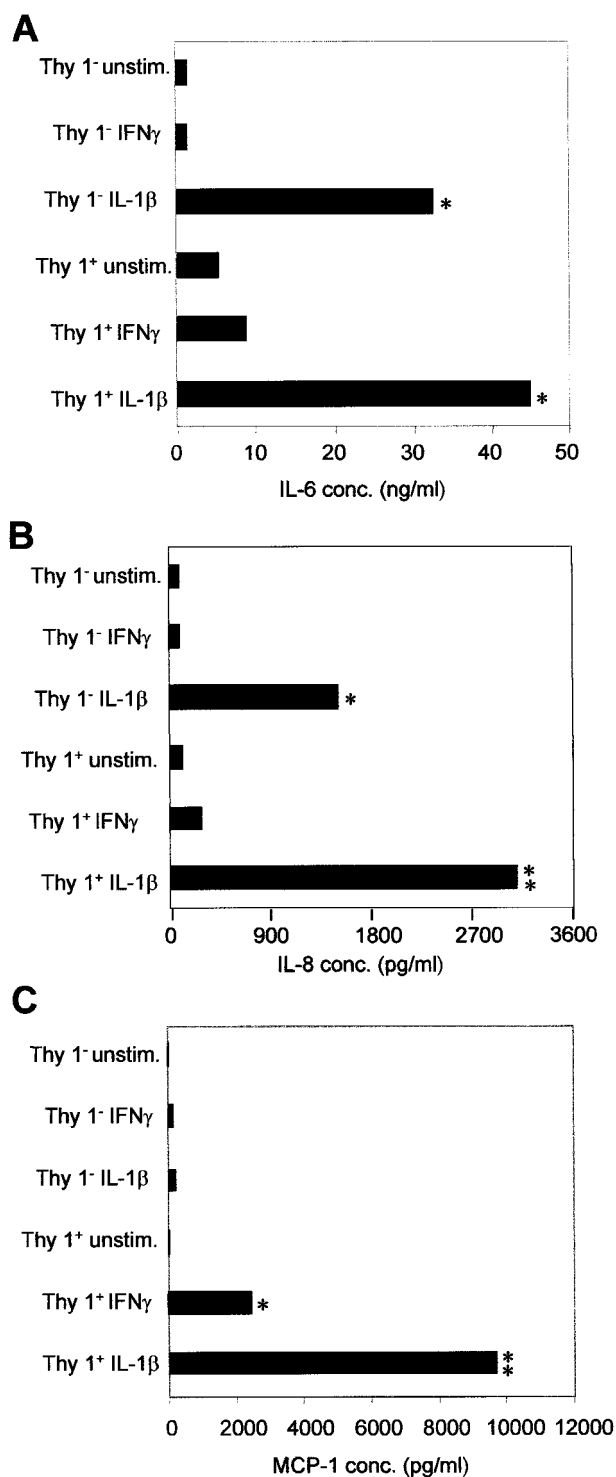 A
Thy 1⁻ unstim.
Thy 1⁻ IFNγ
Thy 1⁻ IL-1β *
Thy 1⁺ unstim.
Thy 1⁺ IFNγ
Thy 1⁺ IL-1β *
0 10 20 30 40 50
IL-6 conc. (ng/ml)
B
Thy 1⁻ unstim.
Thy 1⁻ IFNγ
Thy 1⁻ IL-1β *
Thy 1⁺ unstim.
Thy 1⁺ IFNγ
Thy 1⁺ IL-1β **
0 900 1800 2700 3600
IL-8 conc. (pg/ml)
C
Thy 1⁻ unstim.
Thy 1⁻ IFNγ
Thy 1⁻ IL-1β
Thy 1⁺ unstim.
Thy 1⁺ IFNγ *
Thy 1⁺ IL-1β **
0 2000 4000 6000 8000 10000 12000
MCP-1 conc. (pg/ml)